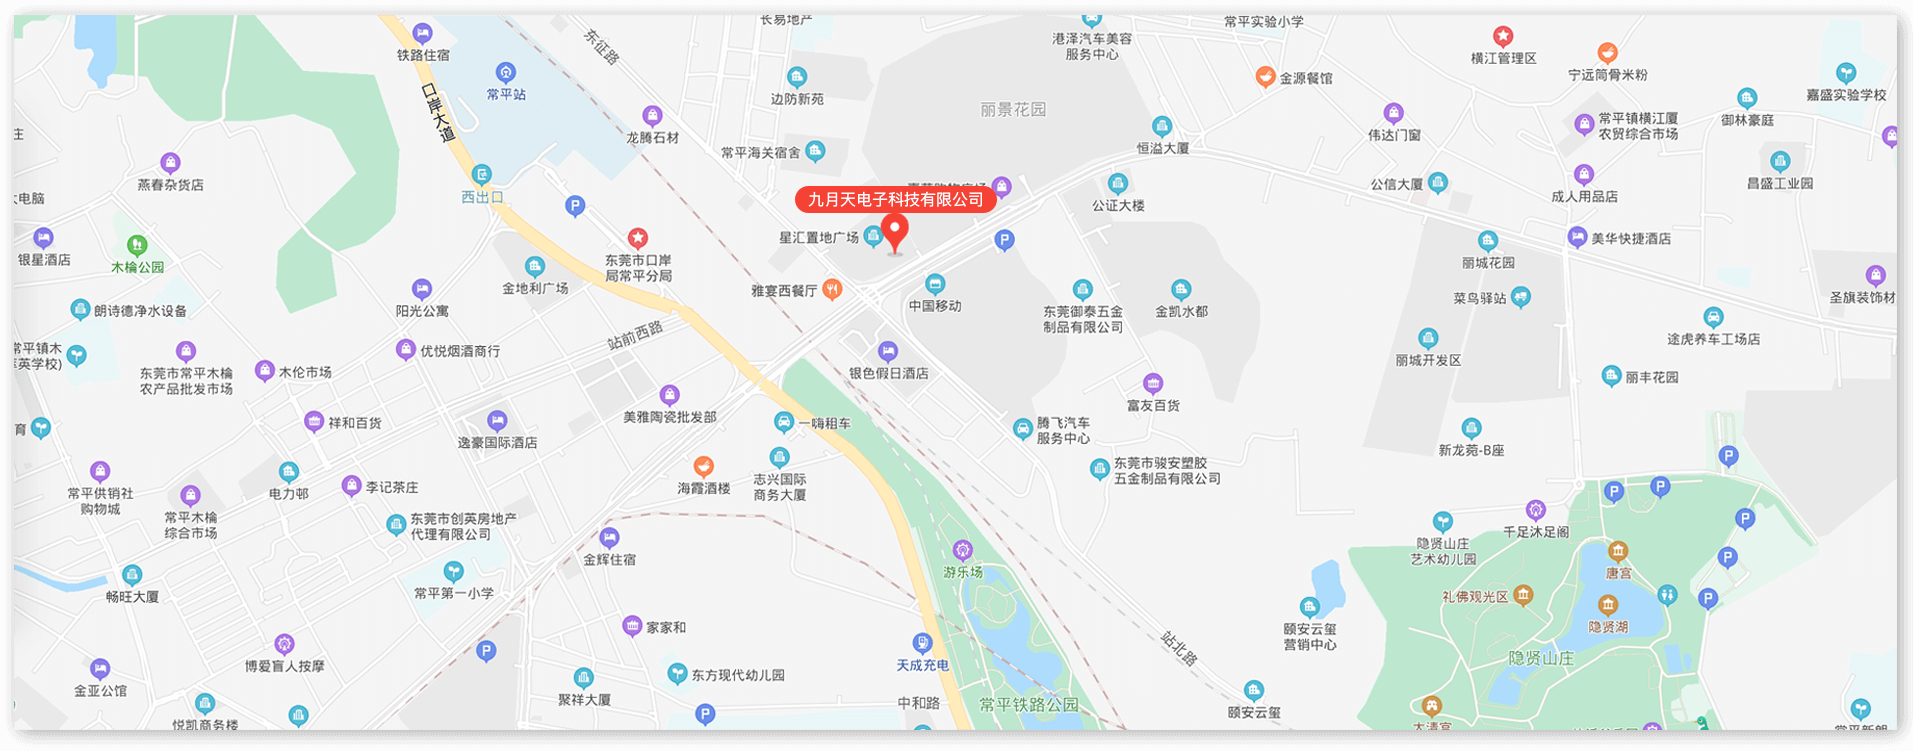 长易地产
常平实验小学
东征路
港泽汽车美容
服务中心
铁路住宿
横江管理区
宁远筒骨米粉
金源餐馆
常平站
边防新苑
嘉盛实验学校
口岸大道
丽景花园
御林豪庭
龙腾石材
伟达门窗
常平镇横江厦
农贸综合市场
庄
常平海关宿舍
恒溢大厦
燕春杂货店
公信大厦
昌盛工业园
西出口
成人用品店
电脑
九月天电子科技有限公司
公证大楼
P
星汇置地广场
P
美华快捷酒店
银星酒店
木棆公园
东莞市口岸
局常平分局
丽城花园
金地利广场
雅宴西餐厅
中国移动
菜鸟驿站
圣旗装饰材
朗诗德净水设备
阳光公寓
东莞御泰五金
制品有限公司
金凯水都
途虎养车工场店
站前西路
常平镇木
英学校)
优悦烟酒商行
丽城开发区
东莞市常平木棆
农产品批发市场
木伦市场
银色假日酒店
丽丰花园
富友百货
美雅陶瓷批发部
祥和百货
一嗨租车
腾飞汽车
服务中心
育
逸豪国际酒店
新龙菀-B座
P
东莞市骏安塑胶
五金制品有限公司
常平供销社
购物城
电力邨
李记茶庄
海霞酒楼
志兴国际
商务大厦
P
P
常平木棆
综合市场
东莞市创英房地产
代理有限公司
千足沐足阁
P
隐贤山庄
艺术幼儿园
金辉住宿
游乐场
唐宫
P
畅旺大厦
常平第一小学
礼佛观光区
P
隐贤湖
家家和
颐安云玺
营销中心
站北路
博爱盲人按摩
P
天成充电
隐贤山庄
东方现代幼儿园
金亚公馆
聚祥大厦
中和路
常平铁路公园
颐安云玺
P
悦凯商务楼